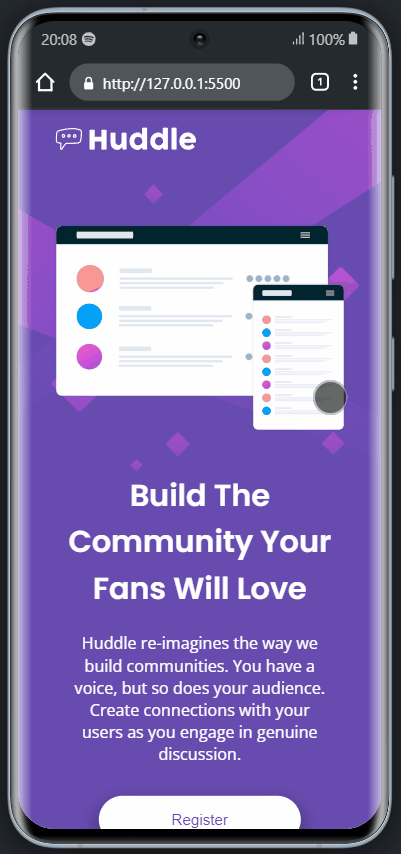 20:08 100%
http://127.0.0.1:5500 1
Huddle
Build The
Community Your
Fans Will Love
Huddle re-imagines the way we
build communities. You have a
voice, but so does your audience.
Create connections with your
users as you engage in genuine
discussion.
Register